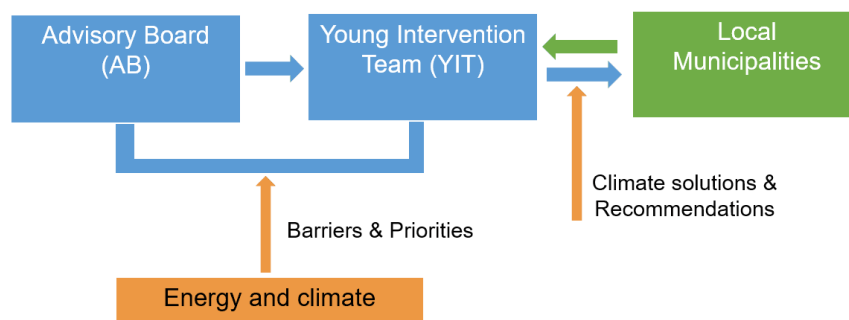 Advisory Board
(AB)
Young Intervention
Team (YIT)
Local
Municipalities
Climate solutions &
Recommendations
Barriers & Priorities
Energy and climate